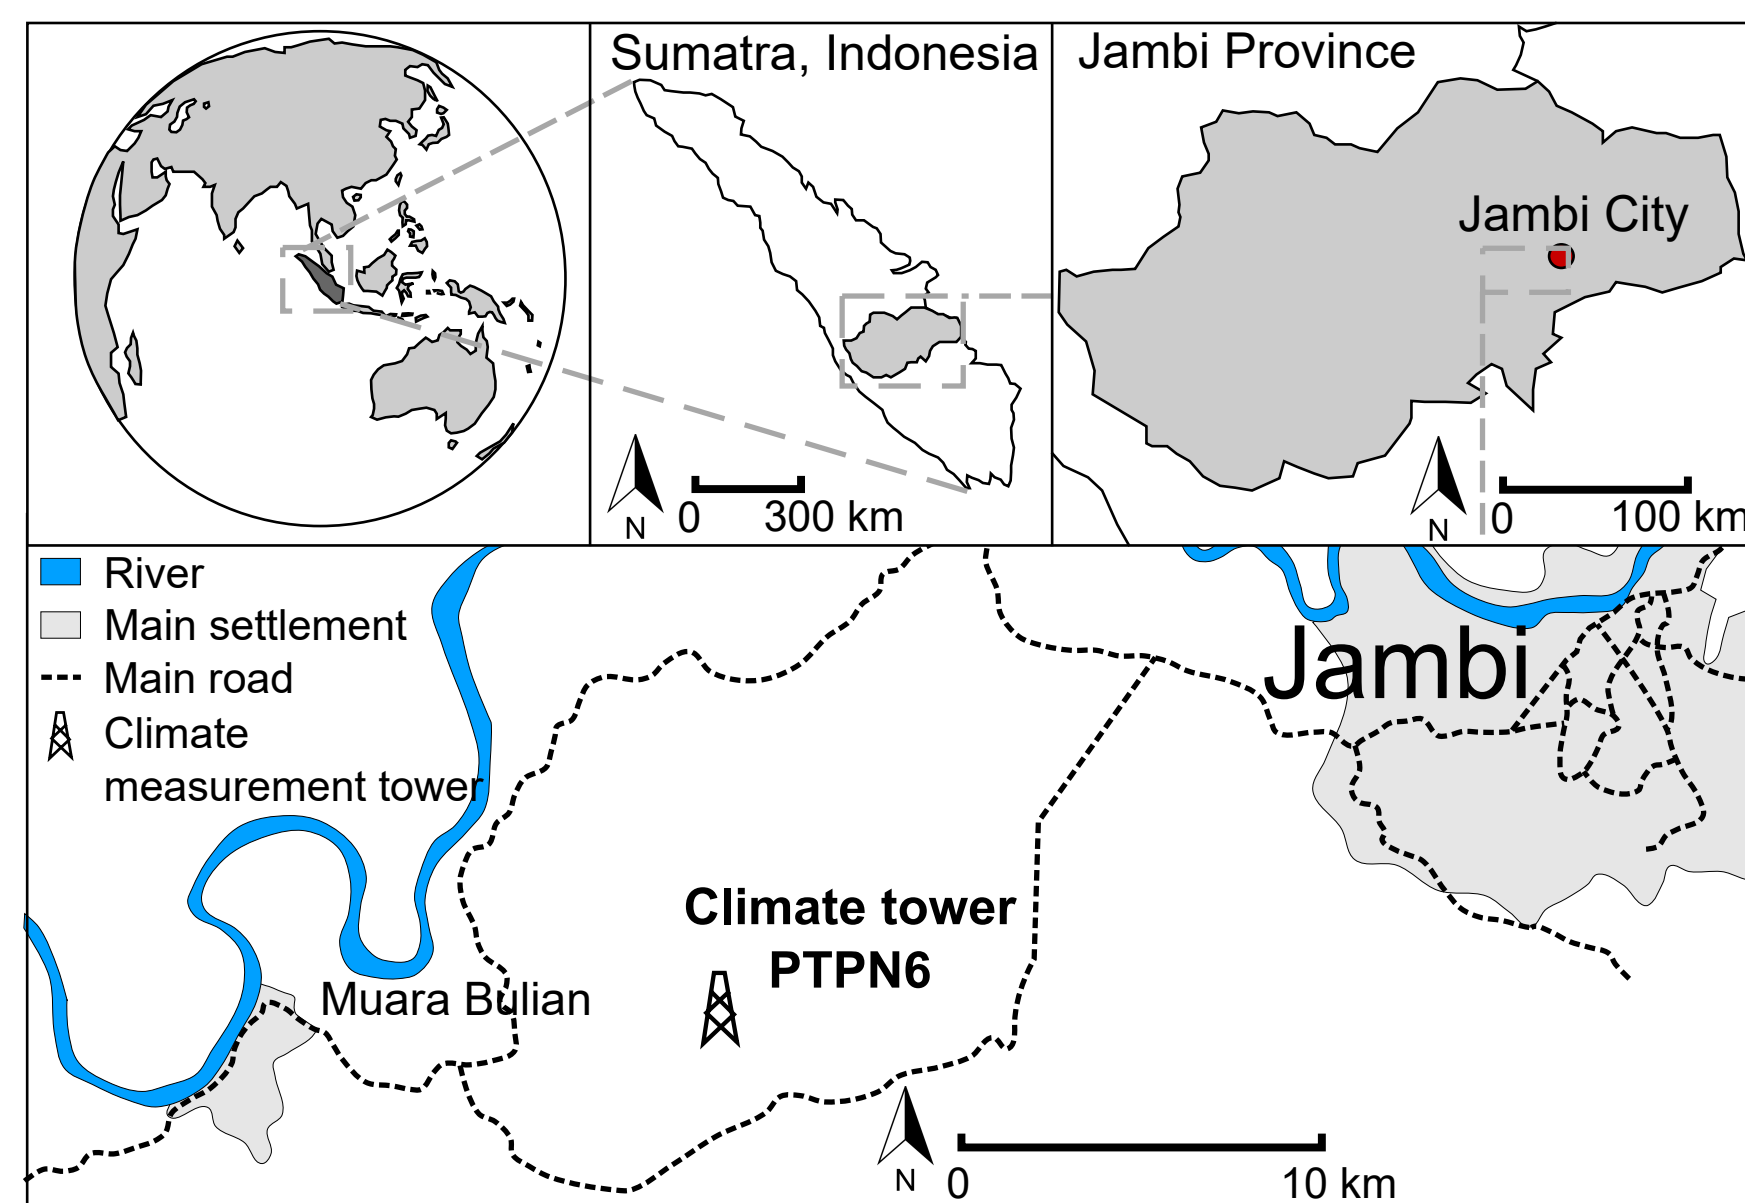 Sumatra, Indonesia
Jambi Province
Jambi City
N
0 300 km
N
0 100 km
River
Main settlement
Main road
Climate
measurement tower
Jambi
Climate tower
PTPN6
Muara Bulian
N
0 10 km